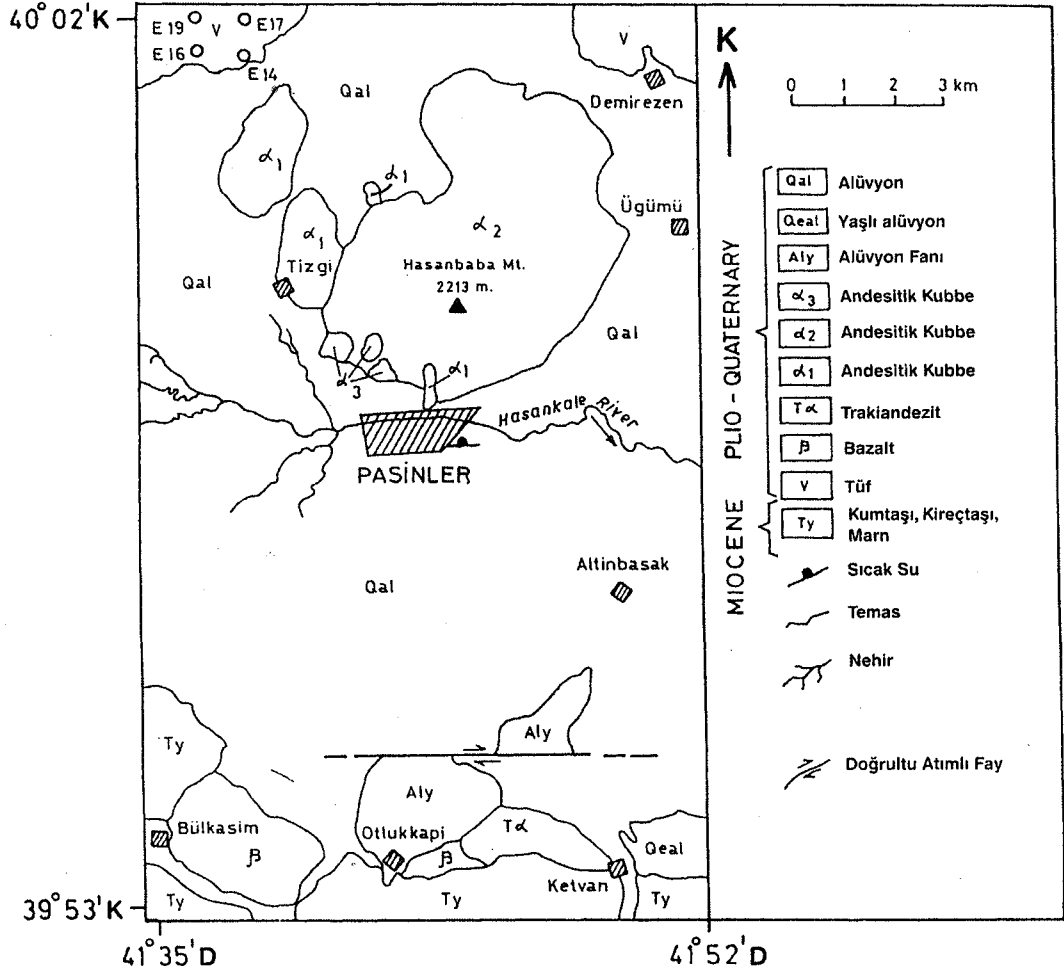 40°02'K
E19
V
E17
E16
E14
Qal
V
Demirezen
α1
α1
α1
Tizgi
α2
Hasanbaba Mt.
2213 m.
Ügümü
Qal
Qal
α3
α1
Hasankale River
PASİNLER
Qal
Altinbasak
Aly
Ty
Aly
Bülkasim
β
Otlukkapi
β
Tα
Qeal
Ketvan
Ty
Ty
Ty
39°53'K
41°35'D
41°52'D
K
0 1 2 3 km
PLIO-QUATERNARY
MIOCENE
Qal Alüvyon
Qeal Yaşlı alüvyon
Aly Alüvyon Fanı
α3 Andesitik Kubbe
α2 Andesitik Kubbe
α1 Andesitik Kubbe
Tα Trakiandezit
β Bazalt
V Tüf
Ty Kumtaşı, Kireçtaşı,
Marn
Sıcak Su
Temas
Nehir
Doğrultu Atımlı Fay